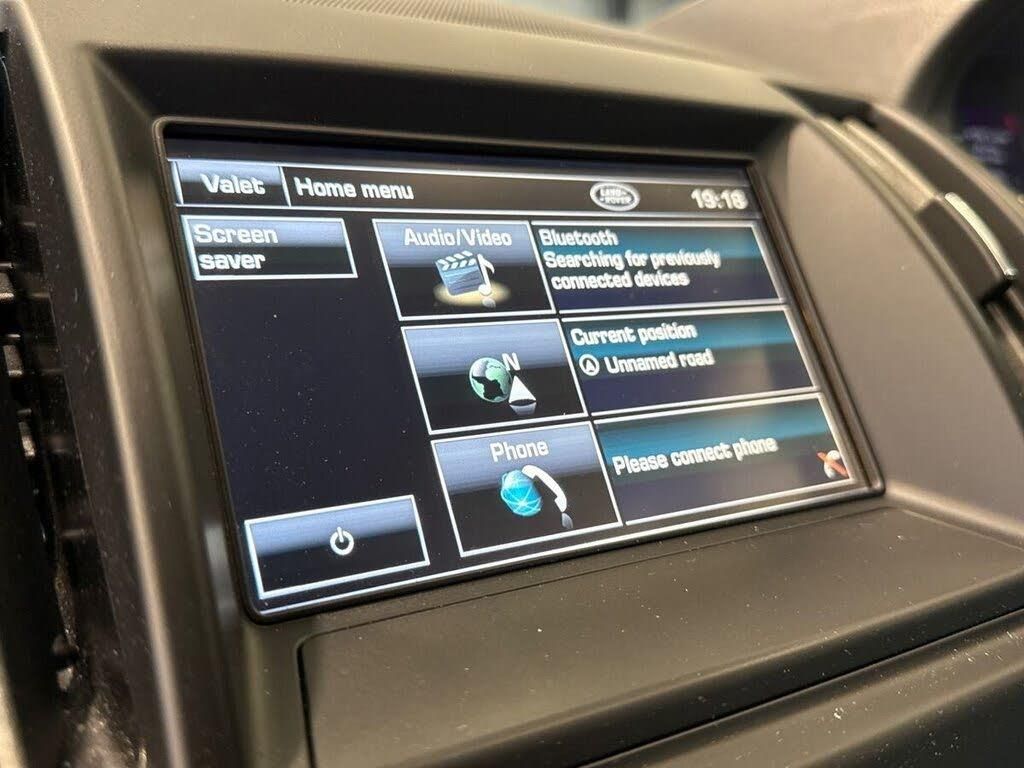 Valet
Home menu
LAND-
ROVER
19:18
Screen
saver
Audio/Video
Bluetooth
Searching for previously
connected devices
N
Current position
A Unnamed road
Phone
Please connect phone